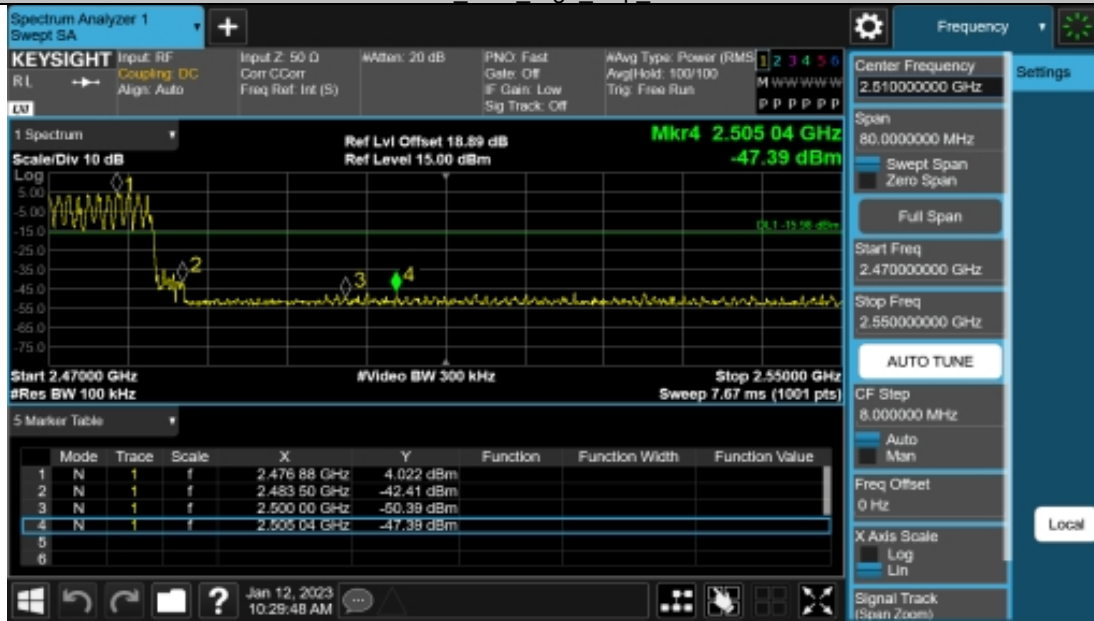 Spectrum Analyzer 1
Swept SA
+
Frequency
KEYSIGHT
Input: RF
Coupling: DC
Align: Auto
Input Z: 50 Ω
Corr CCorr
Freq Ref: Int (S)
#Atten: 20 dB
PNO: Fast
Gate: Off
IF Gain: Low
Sig Track: Off
#Avg Type: Power (RMS
Avg|Hold: 100/100
Trig: Free Run
1 2 3 4 5 6
M W W W W W
P P P P P P
RL
LXI
1 Spectrum
Scale/Div 10 dB
Ref Lvl Offset 18.89 dB
Ref Level 15.00 dBm
Mkr4 2.505 04 GHz
-47.39 dBm
Log
5.00
-5.00
-15.0
-25.0
-35.0
-45.0
-55.0
-65.0
-75.0
1
2
3
4
DL1 -15.98 dBm
Start 2.47000 GHz
#Res BW 100 kHz
#Video BW 300 kHz
Stop 2.55000 GHz
Sweep 7.67 ms (1001 pts)
5 Marker Table
Mode Trace Scale X Y Function Function Width Function Value
1 N 1 f 2.476 88 GHz 4.022 dBm
2 N 1 f 2.483 50 GHz -42.41 dBm
3 N 1 f 2.500 00 GHz -50.39 dBm
4 N 1 f 2.505 04 GHz -47.39 dBm
5
6
?
Jan 12, 2023
10:29:48 AM
Center Frequency
2.510000000 GHz
Span
80.0000000 MHz
Swept Span
Zero Span
Full Span
Start Freq
2.470000000 GHz
Stop Freq
2.550000000 GHz
AUTO TUNE
CF Step
8.000000 MHz
Auto
Man
Freq Offset
0 Hz
X Axis Scale
Log
Lin
Signal Track
(Span Zoom)
Settings
Local